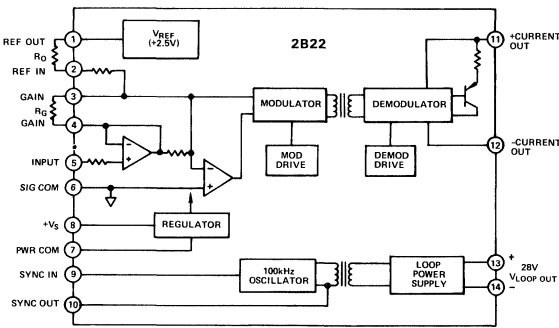 REF OUT
1
VREF
(+2.5V)
2B22
11
+CURRENT
OUT
RO
REF IN
2
GAIN
3
RG
GAIN
4
MODULATOR
DEMODULATOR
−
+
INPUT
5
MOD
DRIVE
DEMOD
DRIVE
12
−CURRENT
OUT
SIG COM
6
−
+
+VS
8
REGULATOR
PWR COM
7
SYNC IN
9
100kHz
OSCILLATOR
LOOP
POWER
SUPPLY
13
+
28V
VLOOP OUT
14
−
SYNC OUT
10